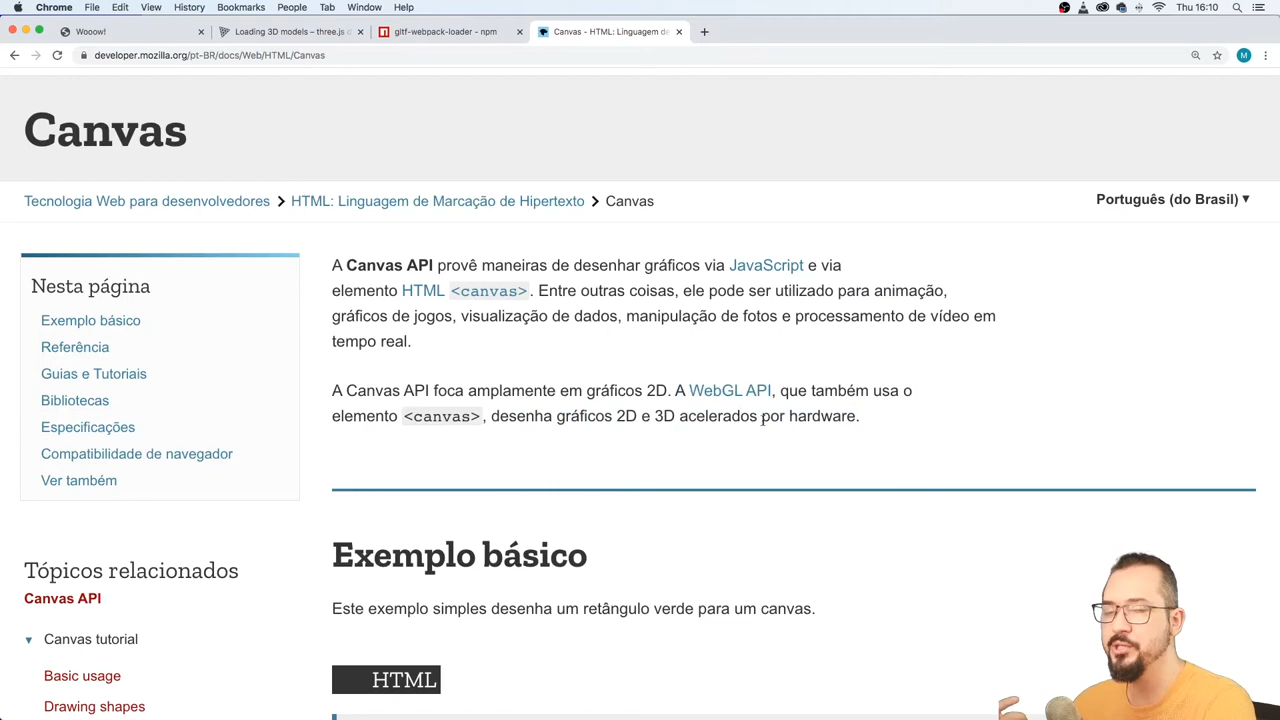 Chrome File Edit View History Bookmarks People Tab Window Help Thu 16:10
Wooow! Loading 3D models – three.js d gltf-webpack-loader - npm Canvas - HTML: Linguagem de
developer.mozilla.org/pt-BR/docs/Web/HTML/Canvas M
Canvas
Tecnologia Web para desenvolvedores HTML: Linguagem de Marcação de Hipertexto Canvas Português (do Brasil)
Nesta página
Exemplo básico
Referência
Guias e Tutoriais
Bibliotecas
Especificações
Compatibilidade de navegador
Ver também
Tópicos relacionados
Canvas API
Canvas tutorial
Basic usage
Drawing shapes
A Canvas API provê maneiras de desenhar gráficos via JavaScript e via
elemento HTML <canvas>. Entre outras coisas, ele pode ser utilizado para animação,
gráficos de jogos, visualização de dados, manipulação de fotos e processamento de vídeo em
tempo real.
A Canvas API foca amplamente em gráficos 2D. A WebGL API, que também usa o
elemento <canvas>, desenha gráficos 2D e 3D acelerados por hardware.
Exemplo básico
Este exemplo simples desenha um retângulo verde para um canvas.
HTML